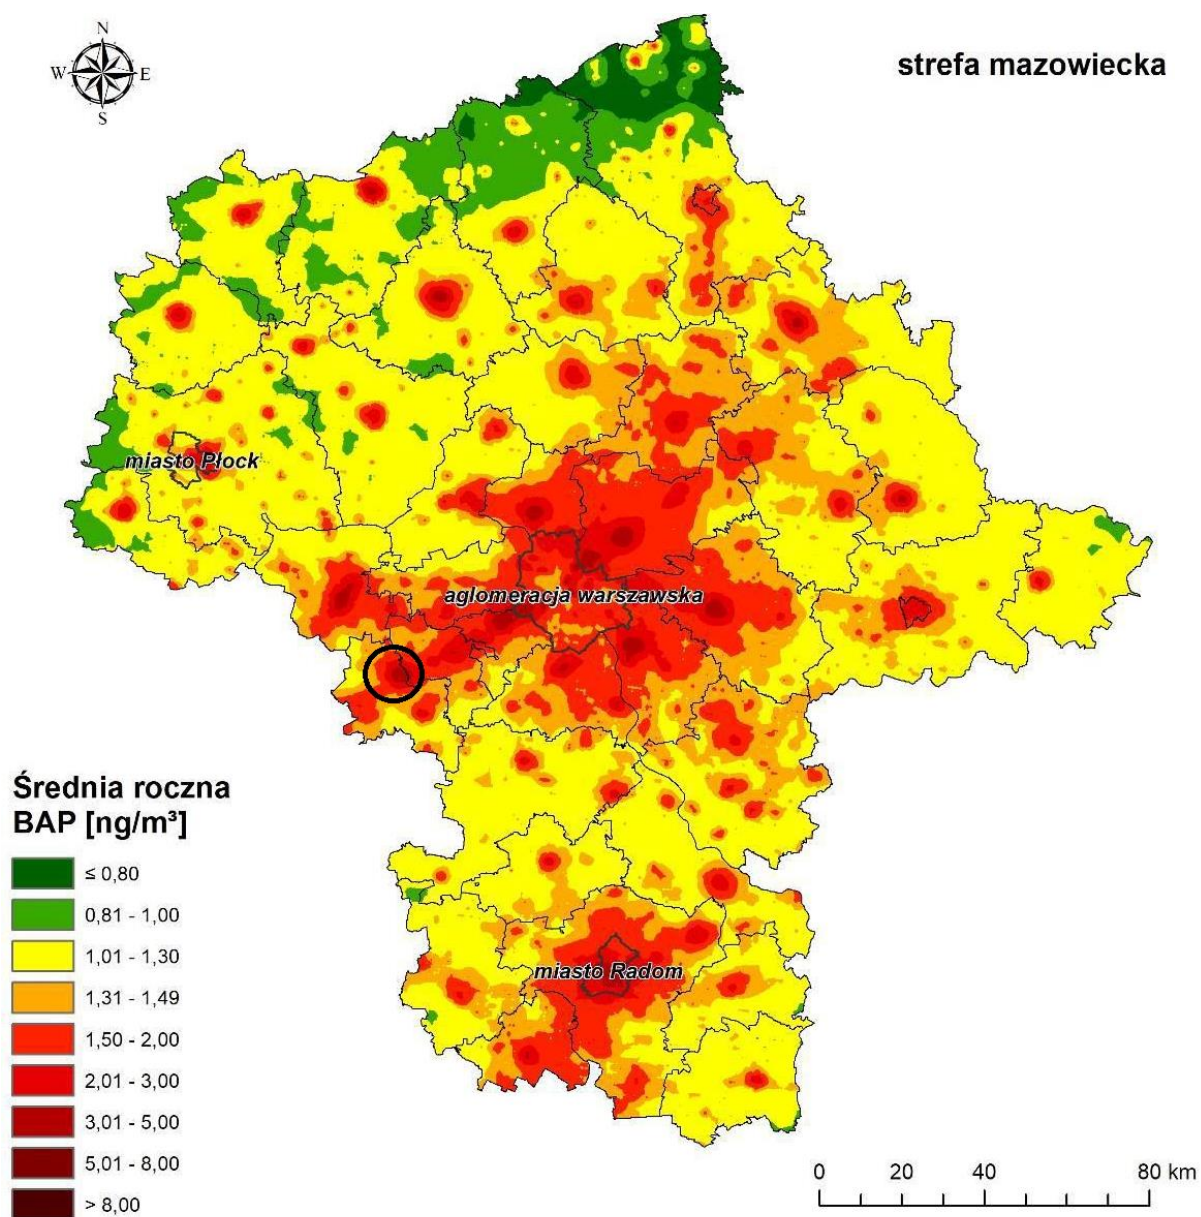 N
W E
S
strefa mazowiecka
miasto Płock
aglomeracja warszawska
miasto Radom
Średnia roczna
BAP [ng/m³]
≤ 0,80
0,81 - 1,00
1,01 - 1,30
1,31 - 1,49
1,50 - 2,00
2,01 - 3,00
3,01 - 5,00
5,01 - 8,00
> 8,00
0 20 40 80 km